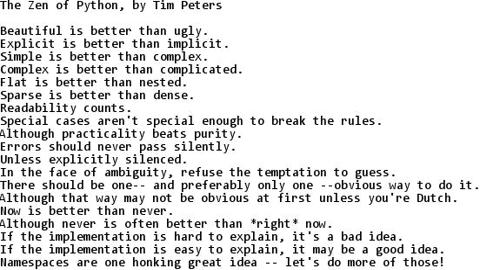 The Zen of Python, by Tim Peters

Beautiful is better than ugly.
Explicit is better than implicit.
Simple is better than complex.
Complex is better than complicated.
Flat is better than nested.
Sparse is better than dense.
Readability counts.
Special cases aren't special enough to break the rules.
Although practicality beats purity.
Errors should never pass silently.
Unless explicitly silenced.
In the face of ambiguity, refuse the temptation to guess.
There should be one-- and preferably only one --obvious way to do it.
Although that way may not be obvious at first unless you're Dutch.
Now is better than never.
Although never is often better than *right* now.
If the implementation is hard to explain, it's a bad idea.
If the implementation is easy to explain, it may be a good idea.
Namespaces are one honking great idea -- let's do more of those!